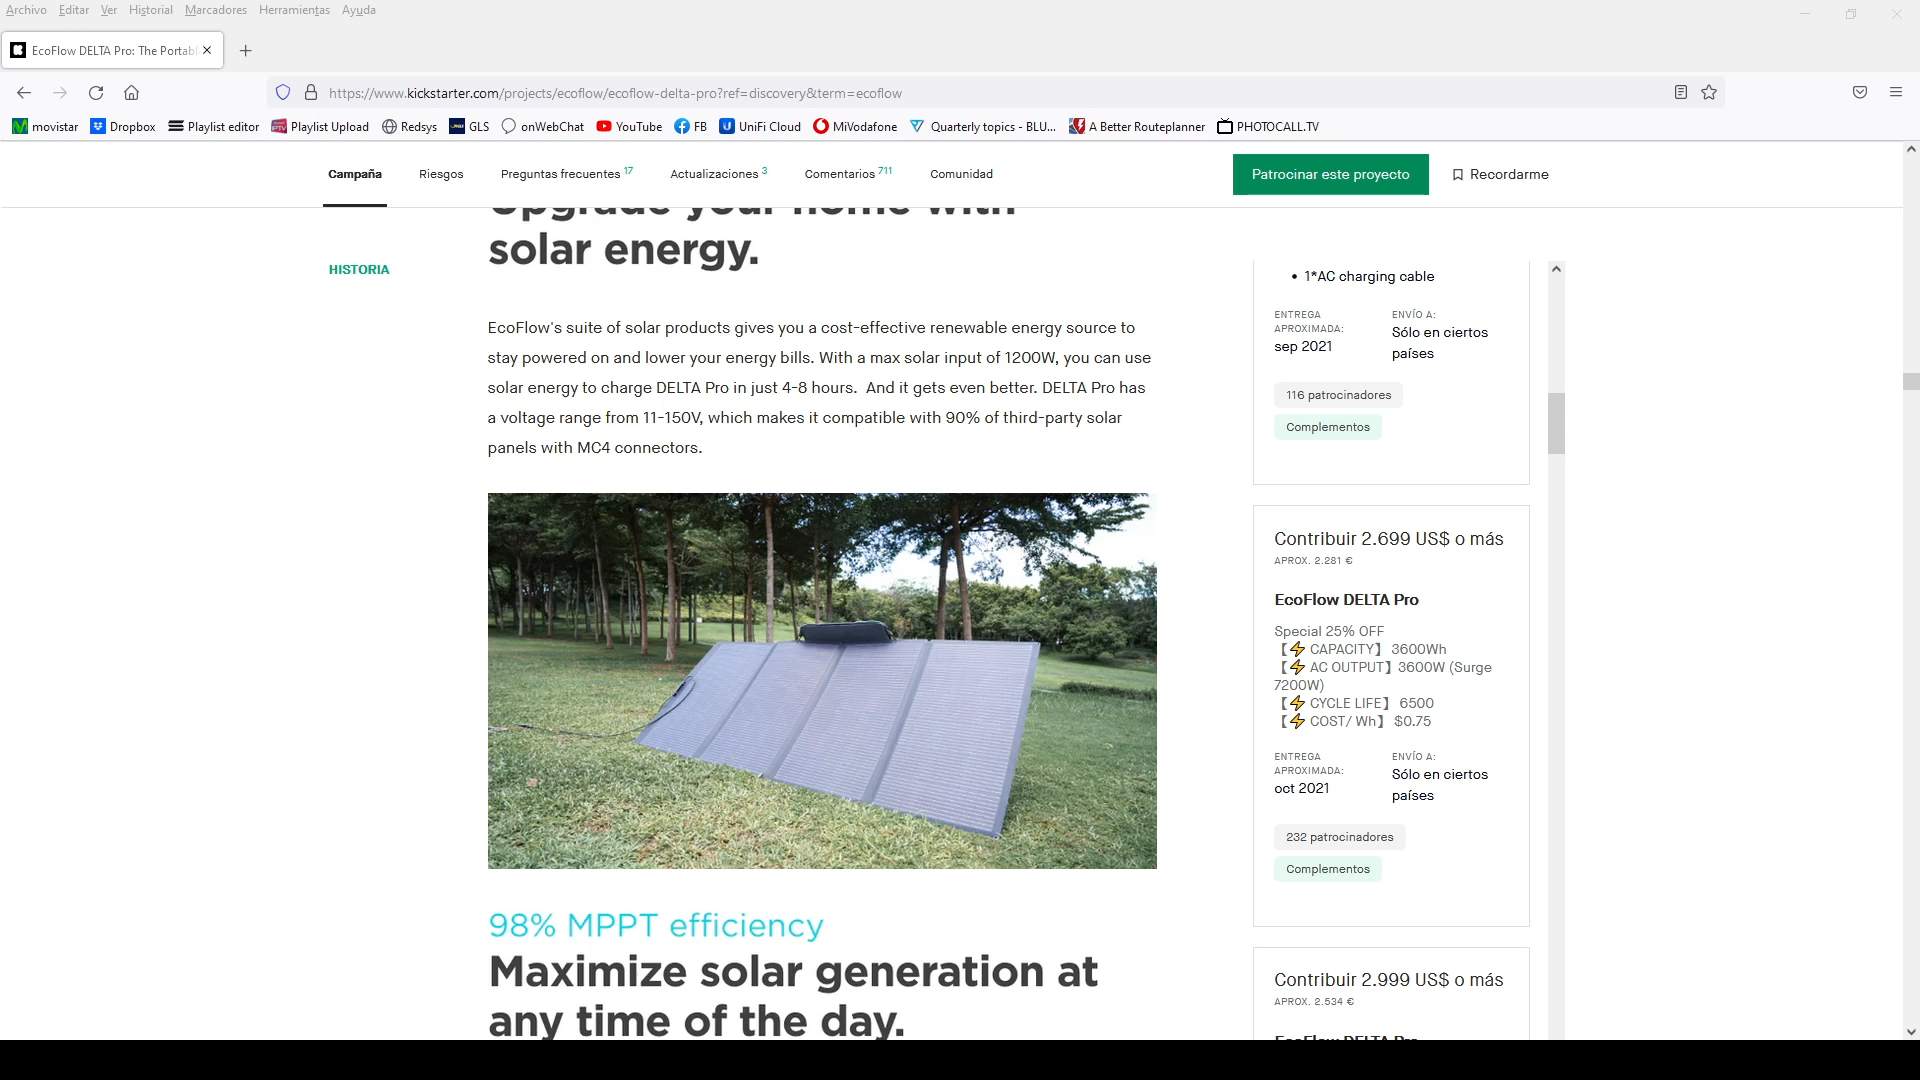 Archivo Editar Ver Historial Marcadores Herramientas Ayuda
EcoFlow DELTA Pro: The Portabl
https://www.kickstarter.com/projects/ecoflow/ecoflow-delta-pro?ref=discovery&term=ecoflow
movistar Dropbox Playlist editor Playlist Upload Redsys GLS onWebChat YouTube FB UniFi Cloud MiVodafone Quarterly topics - BLU... A Better Routeplanner PHOTOCALL.TV
Campaña Riesgos Preguntas frecuentes 17 Actualizaciones 3 Comentarios 711 Comunidad Patrocinar este proyecto Recordarme
HISTORIA
Upgrade your home with
solar energy.
EcoFlow's suite of solar products gives you a cost-effective renewable energy source to
stay powered on and lower your energy bills. With a max solar input of 1200W, you can use
solar energy to charge DELTA Pro in just 4-8 hours. And it gets even better. DELTA Pro has
a voltage range from 11-150V, which makes it compatible with 90% of third-party solar
panels with MC4 connectors.
98% MPPT efficiency
Maximize solar generation at
any time of the day.
• 1*AC charging cable
ENTREGA
APROXIMADA:
sep 2021
ENVÍO A:
Sólo en ciertos
países
116 patrocinadores
Complementos
Contribuir 2.699 US$ o más
APROX. 2.281 €
EcoFlow DELTA Pro
Special 25% OFF
【⚡ CAPACITY】 3600Wh
【⚡ AC OUTPUT】3600W (Surge
7200W)
【⚡ CYCLE LIFE】 6500
【⚡ COST/ Wh】 $0.75
ENTREGA
APROXIMADA:
oct 2021
ENVÍO A:
Sólo en ciertos
países
232 patrocinadores
Complementos
Contribuir 2.999 US$ o más
APROX. 2.534 €
EcoFlow DELTA Pro